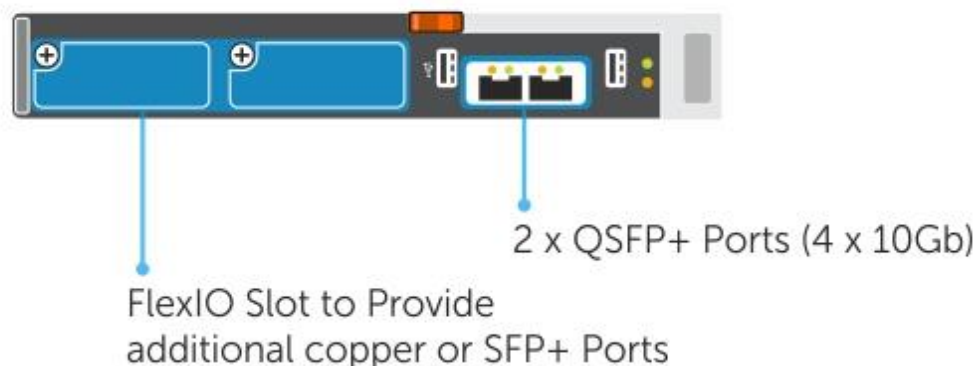 2 x QSFP+ Ports (4 x 10Gb)
FlexIO Slot to Provide
additional copper or SFP+ Ports